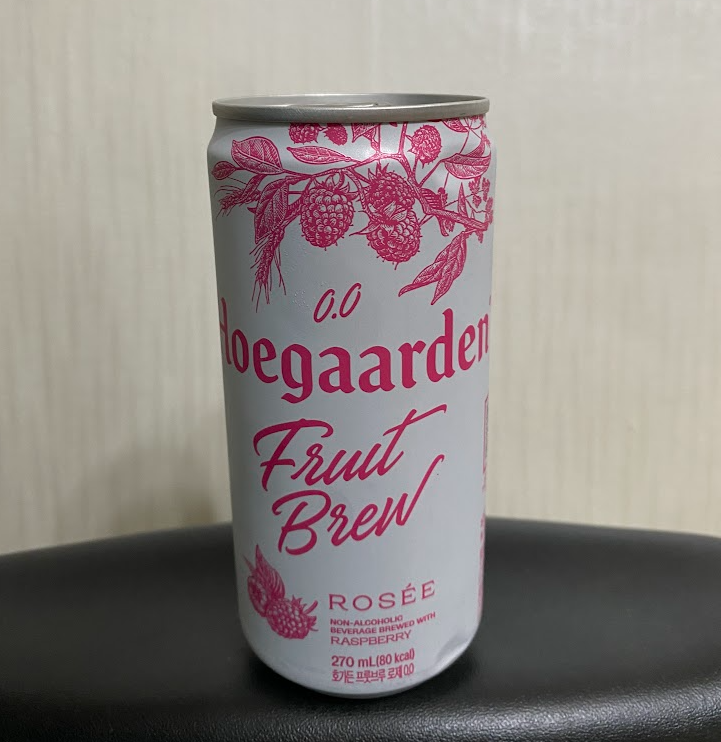 0.0
Hoegaarden
Fruit
Brew
ROSÉE
NON-ALCOHOLIC
BEVERAGE BREWED WITH
RASPBERRY
270 mL(80 kcal)
호가든 프룻브루 로제 0.0